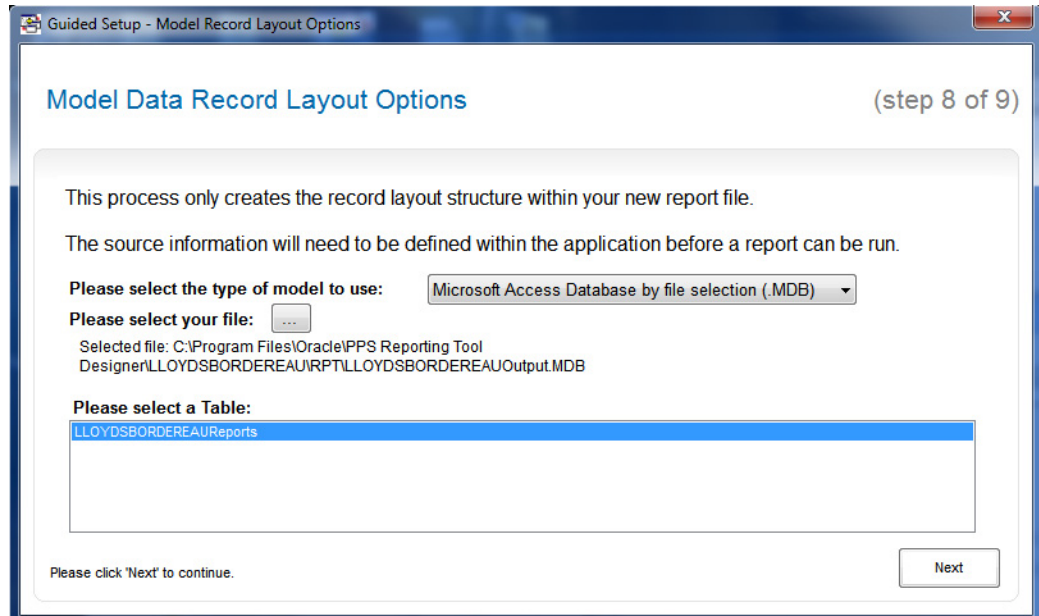 Guided Setup - Model Record Layout Options
Model Data Record Layout Options
(step 8 of 9)
This process only creates the record layout structure within your new report file.
The source information will need to be defined within the application before a report can be run.
Please select the type of model to use:
Microsoft Access Database by file selection (.MDB)
Please select your file:
...
Selected file: C:\Program Files\Oracle\PPS Reporting Tool
Designer\LLOYDSBORDEREAU\RPT\LLOYDSBORDEREAUOutput.MDB
Please select a Table:
LLOYDSBORDEREAUReports
Please click 'Next' to continue.
Next